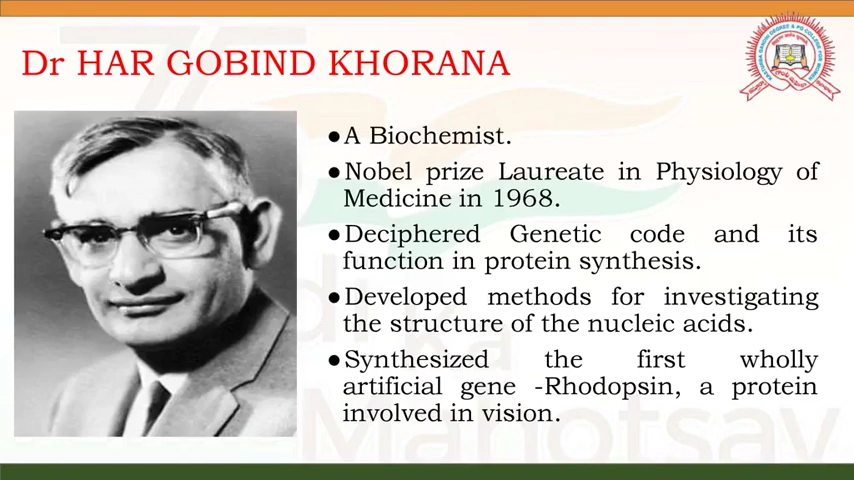 Dr HAR GOBIND KHORANA
●A Biochemist.
●Nobel prize Laureate in Physiology of
Medicine in 1968.
●Deciphered Genetic code and its
function in protein synthesis.
●Developed methods for investigating
the structure of the nucleic acids.
●Synthesized the first wholly
artificial gene -Rhodopsin, a protein
involved in vision.